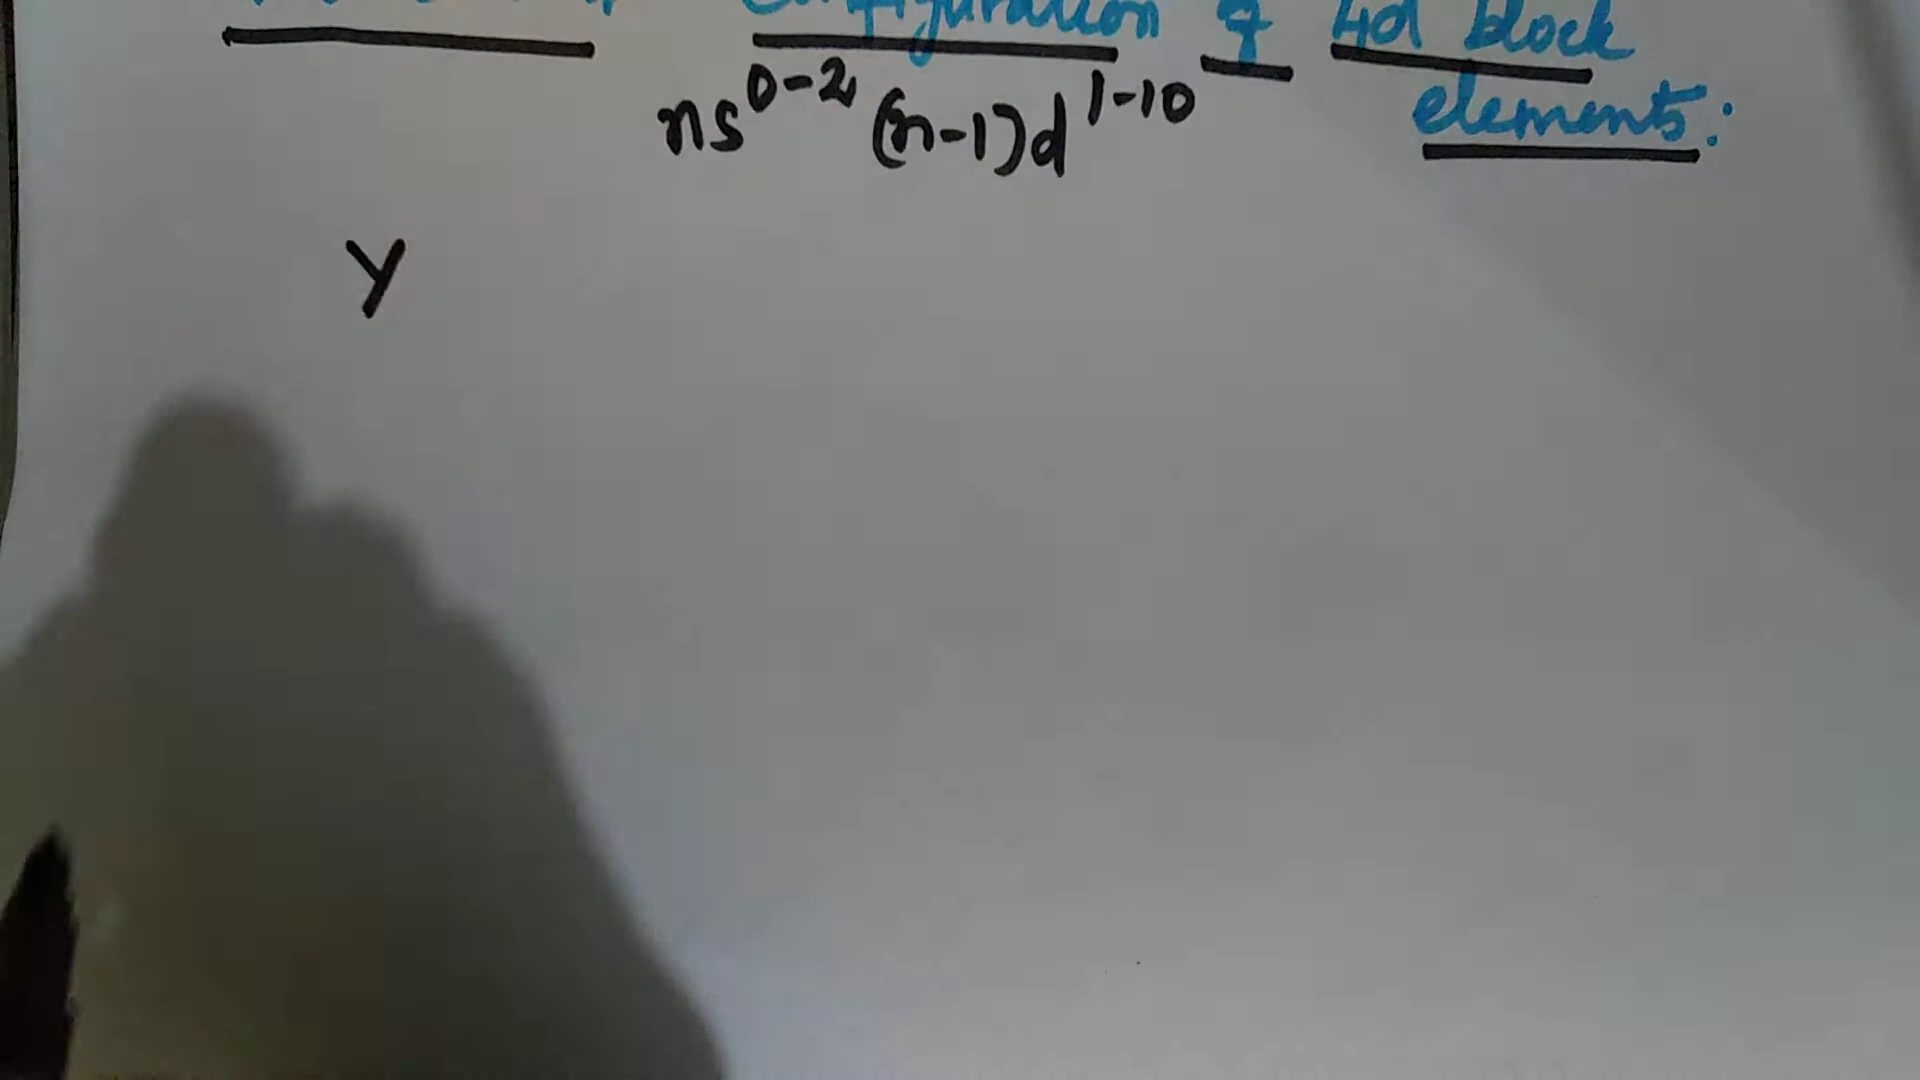 configuration of 4d block
elements:
ns⁰⁻² (n-1)d¹⁻¹⁰
Y